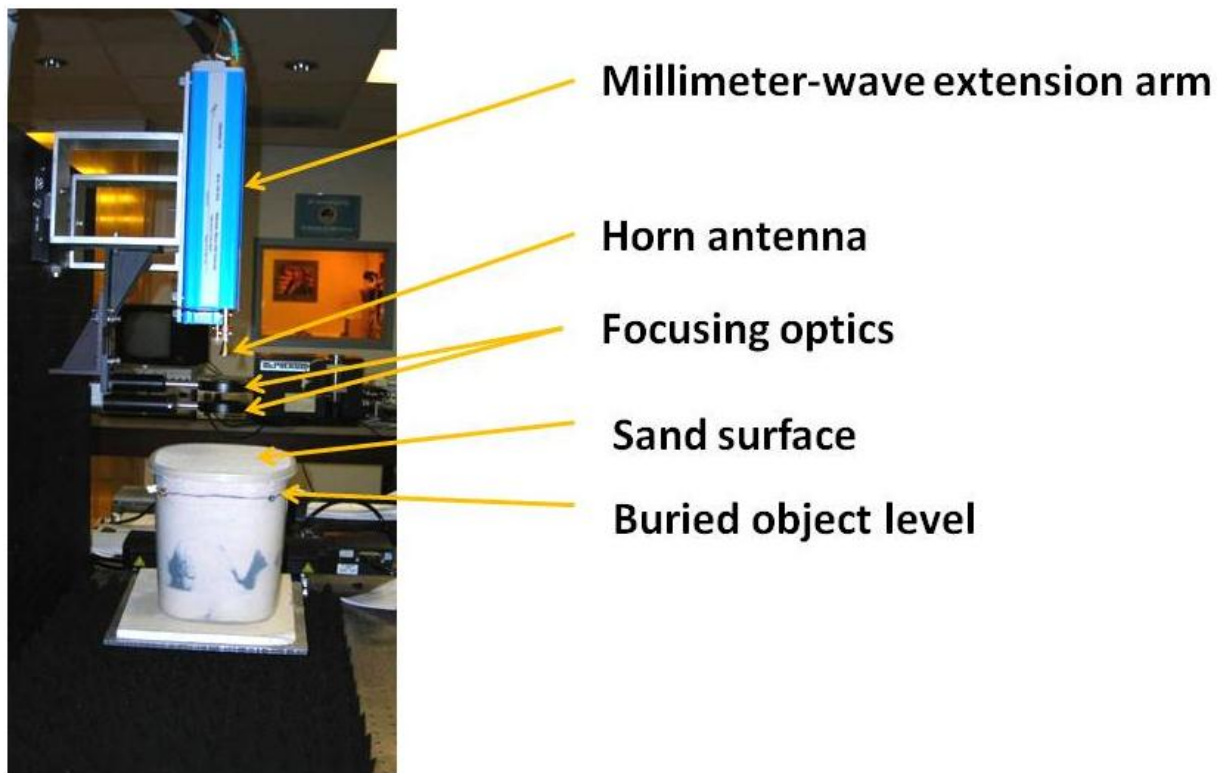 Millimeter-wave extension arm
Horn antenna
Focusing optics
Sand surface
Buried object level